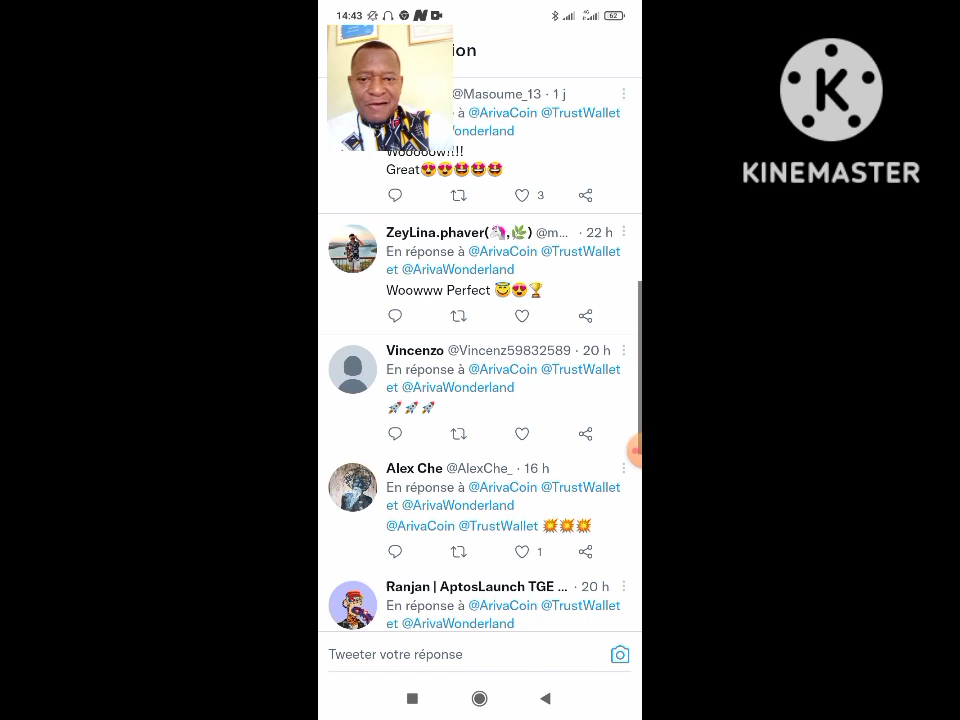 14:43
62
ion
@Masoume_13 · 1 j
à @ArivaCoin @TrustWallet
Wooooow!!!!
Great😍😍🤩🤩🤩
3
ZeyLina.phaver(🦄,🌿) @m... · 22 h
En réponse à @ArivaCoin @TrustWallet
et @ArivaWonderland
Woowww Perfect 😇😍🏆
Vincenzo @Vincenz59832589 · 20 h
En réponse à @ArivaCoin @TrustWallet
et @ArivaWonderland
🚀🚀🚀
Alex Che @AlexChe_ · 16 h
En réponse à @ArivaCoin @TrustWallet
et @ArivaWonderland
@ArivaCoin @TrustWallet 💥💥💥
1
Ranjan | AptosLaunch TGE ... · 20 h
En réponse à @ArivaCoin @TrustWallet
et @ArivaWonderland
Tweeter votre réponse
K
KINEMASTER